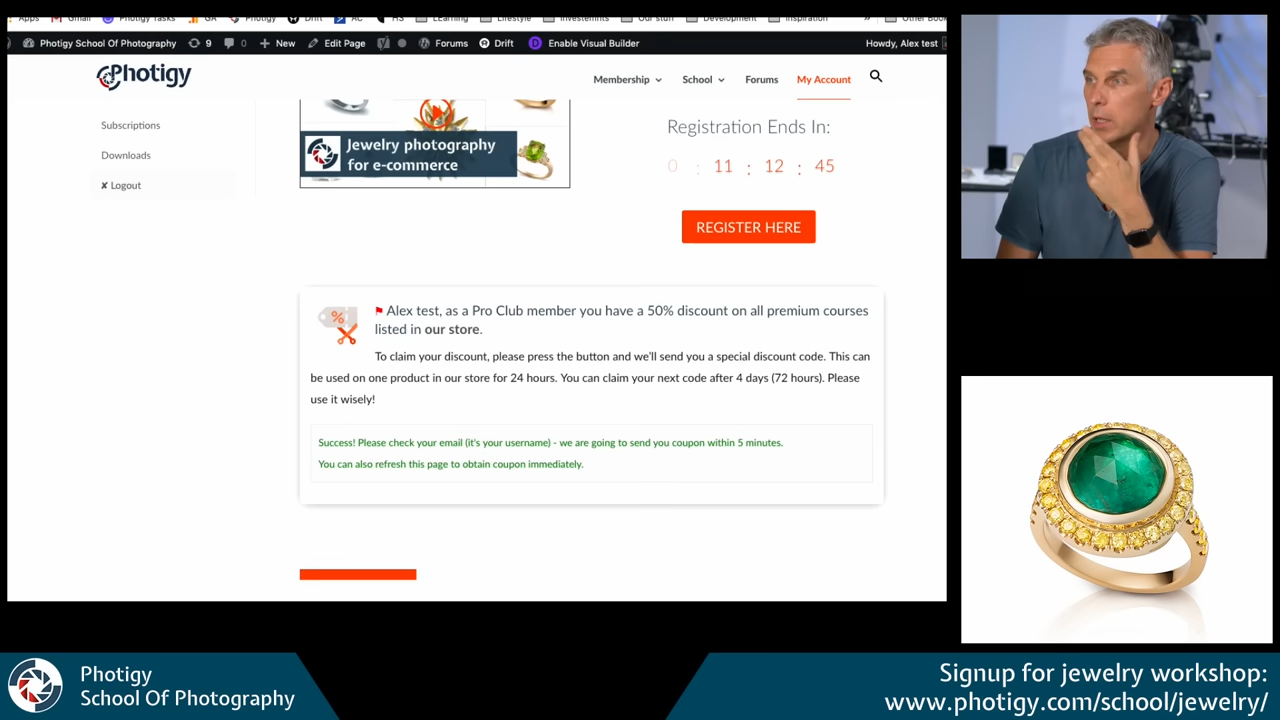 Apps
Gmail
Photigy Tasks
GA
Photigy
Drift
AC
HS
LEarning
Lifestyle
Investemnts
Our stuff
Development
Inspiration
»
Photigy School Of Photography
9
0
New
Edit Page
Forums
Drift
D
Enable Visual Builder
Howdy, Alex test
Photigy
Membership
School
Forums
My Account
Subscriptions
Downloads
✘ Logout
Jewelry photography
for e-commerce
Registration Ends In:
0 : 11 : 12 : 45
REGISTER HERE
%
Alex test, as a Pro Club member you have a 50% discount on all premium courses
listed in our store.
To claim your discount, please press the button and we'll send you a special discount code. This can
be used on one product in our store for 24 hours. You can claim your next code after 4 days (72 hours). Please
use it wisely!
Success! Please check your email (it's your username) - we are going to send you coupon within 5 minutes.
You can also refresh this page to obtain coupon immediately.
Photigy
School Of Photography
Signup for jewelry workshop:
www.photigy.com/school/jewelry/